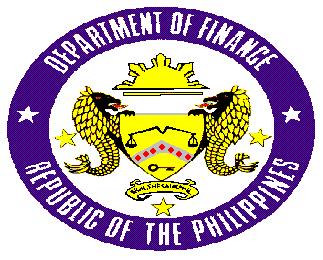 DEPARTMENT OF FINANCE
REPUBLIC OF THE PHILIPPINES